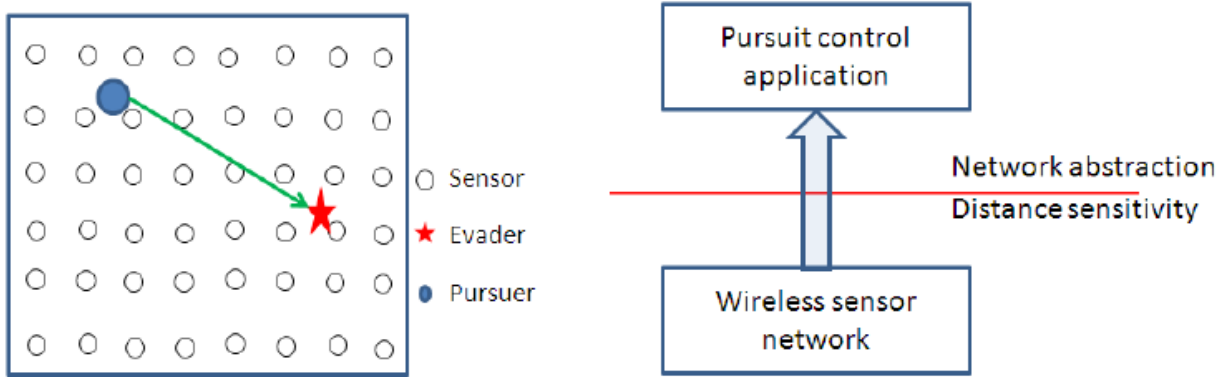 Sensor
Evader
Pursuer
Pursuit control
application
Network abstraction
Distance sensitivity
Wireless sensor
network